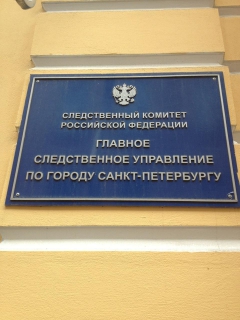 СЛЕДСТВЕННЫЙ КОМИТЕТ
РОССИЙСКОЙ ФЕДЕРАЦИИ
ГЛАВНОЕ
СЛЕДСТВЕННОЕ УПРАВЛЕНИЕ
ПО ГОРОДУ САНКТ-ПЕТЕРБУРГУ